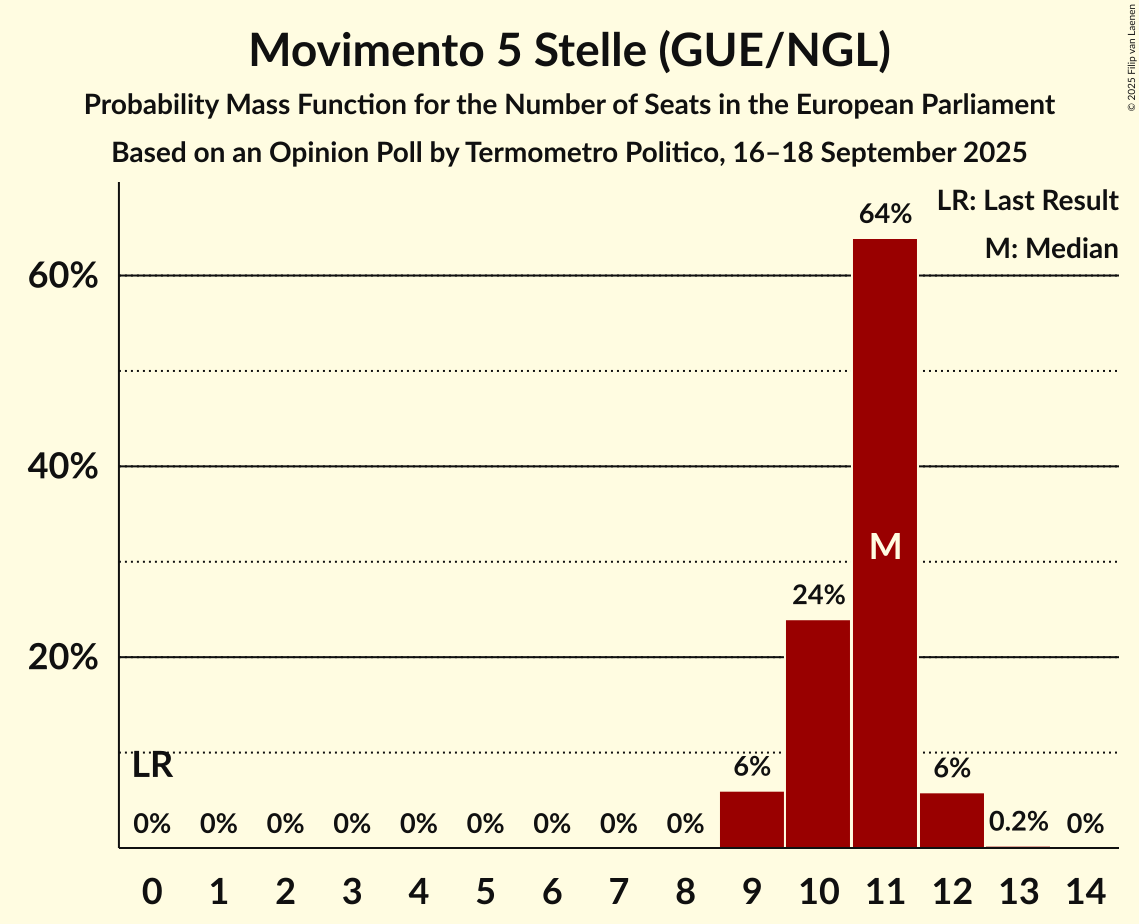 Movimento 5 Stelle (GUE/NGL)
Probability Mass Function for the Number of Seats in the European Parliament
Based on an Opinion Poll by Termometro Politico, 16–18 September 2025
© 2025 Filip van Laenen
LR: Last Result
M: Median
60%
40%
20%
64%
M
24%
LR
6%
6%
0% 0% 0% 0% 0% 0% 0% 0% 0% 0.2% 0%
0 1 2 3 4 5 6 7 8 9 10 11 12 13 14